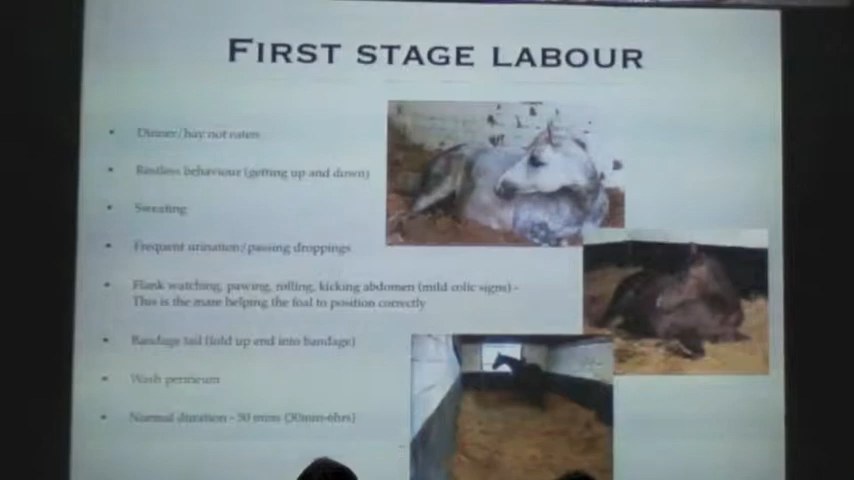 FIRST STAGE LABOUR
• Dinner/hay not eaten
• Restless behaviour (getting up and down)
• Sweating
• Frequent urination/passing droppings
• Flank watching, pawing, rolling, kicking abdomen (mild colic signs) -
This is the mare helping the foal to position correctly
• Bandage tail (fold up end into bandage)
• Wash perineum
• Normal duration -